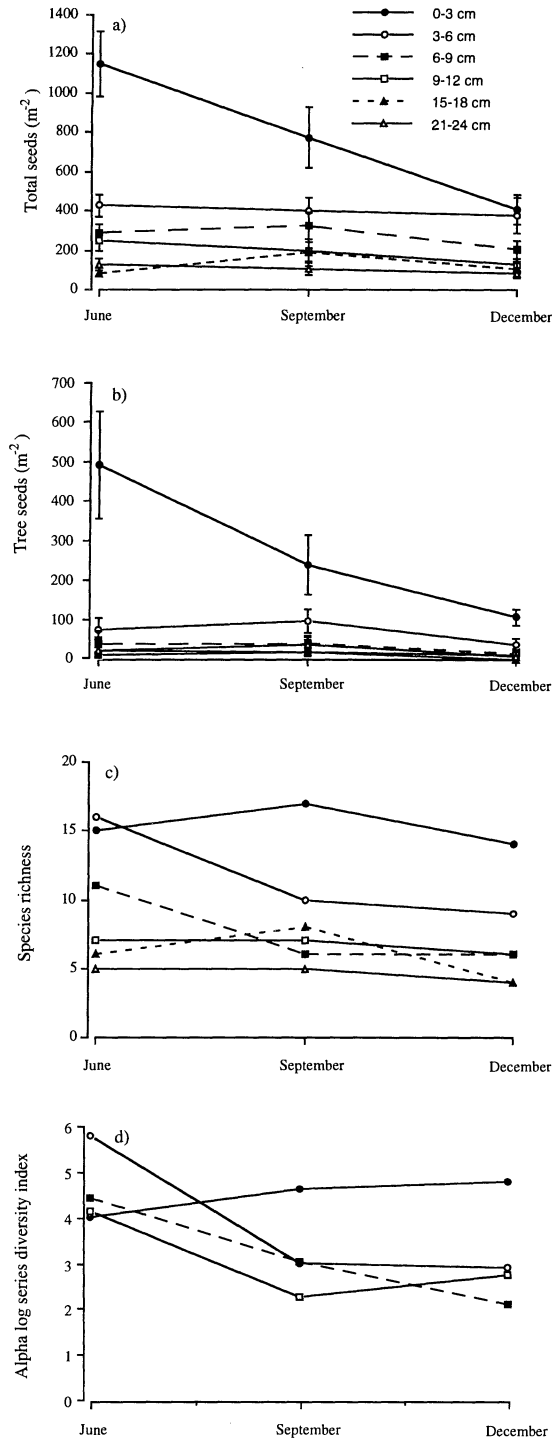 a)
0-3 cm
3-6 cm
6-9 cm
9-12 cm
15-18 cm
21-24 cm
Total seeds (m-2)
1400
1200
1000
800
600
400
200
0
June
September
December
b)
Tree seeds (m-2)
700
600
500
400
300
200
100
0
June
September
December
c)
Species richness
20
15
10
5
0
June
September
December
d)
Alpha log series diversity index
6
5
4
3
2
1
0
June
September
December